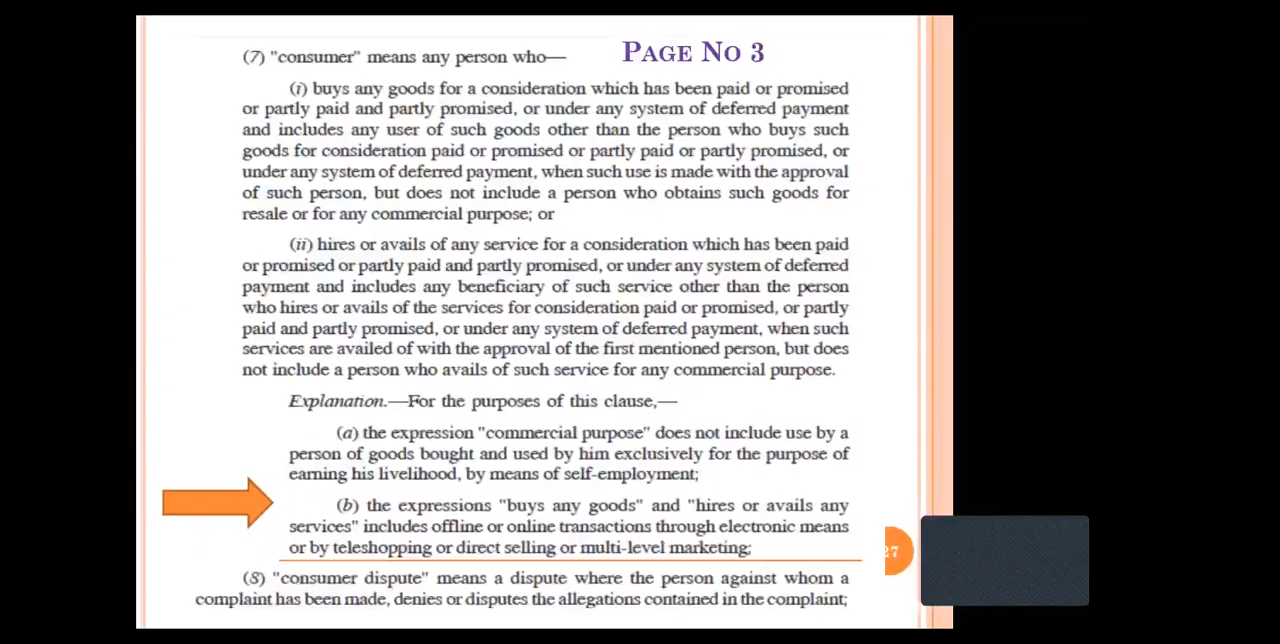 PAGE NO 3
(7) "consumer" means any person who—
(i) buys any goods for a consideration which has been paid or promised
or partly paid and partly promised, or under any system of deferred payment
and includes any user of such goods other than the person who buys such
goods for consideration paid or promised or partly paid or partly promised, or
under any system of deferred payment, when such use is made with the approval
of such person, but does not include a person who obtains such goods for
resale or for any commercial purpose; or
(ii) hires or avails of any service for a consideration which has been paid
or promised or partly paid and partly promised, or under any system of deferred
payment and includes any beneficiary of such service other than the person
who hires or avails of the services for consideration paid or promised, or partly
paid and partly promised, or under any system of deferred payment, when such
services are availed of with the approval of the first mentioned person, but does
not include a person who avails of such service for any commercial purpose.
Explanation.—For the purposes of this clause,—
(a) the expression "commercial purpose" does not include use by a
person of goods bought and used by him exclusively for the purpose of
earning his livelihood, by means of self-employment;
(b) the expressions "buys any goods" and "hires or avails any
services" includes offline or online transactions through electronic means
or by teleshopping or direct selling or multi-level marketing;
27
(8) "consumer dispute" means a dispute where the person against whom a
complaint has been made, denies or disputes the allegations contained in the complaint;